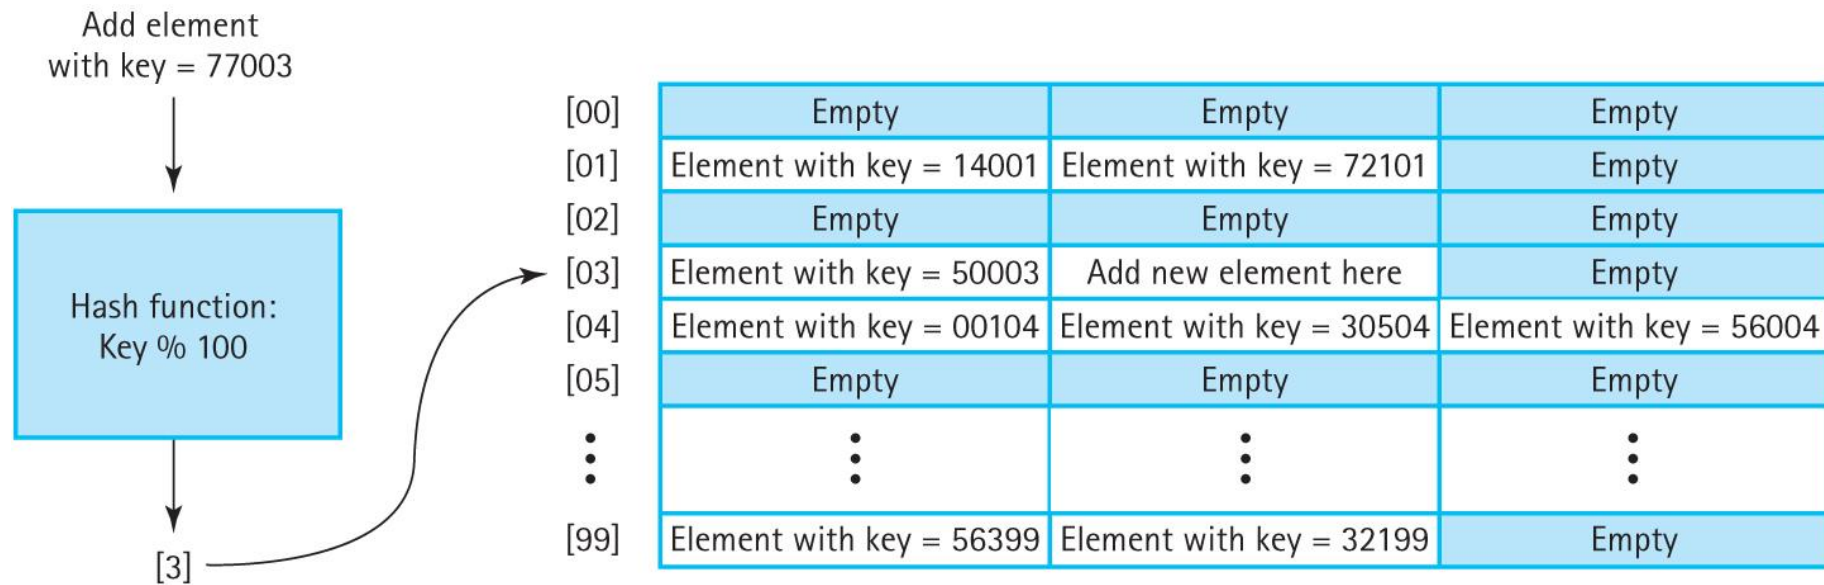 Add element
with key = 77003
Hash function:
Key % 100
[3]
[00] Empty Empty Empty
[01] Element with key = 14001 Element with key = 72101 Empty
[02] Empty Empty Empty
[03] Element with key = 50003 Add new element here Empty
[04] Element with key = 00104 Element with key = 30504 Element with key = 56004
[05] Empty Empty Empty
[99] Element with key = 56399 Element with key = 32199 Empty